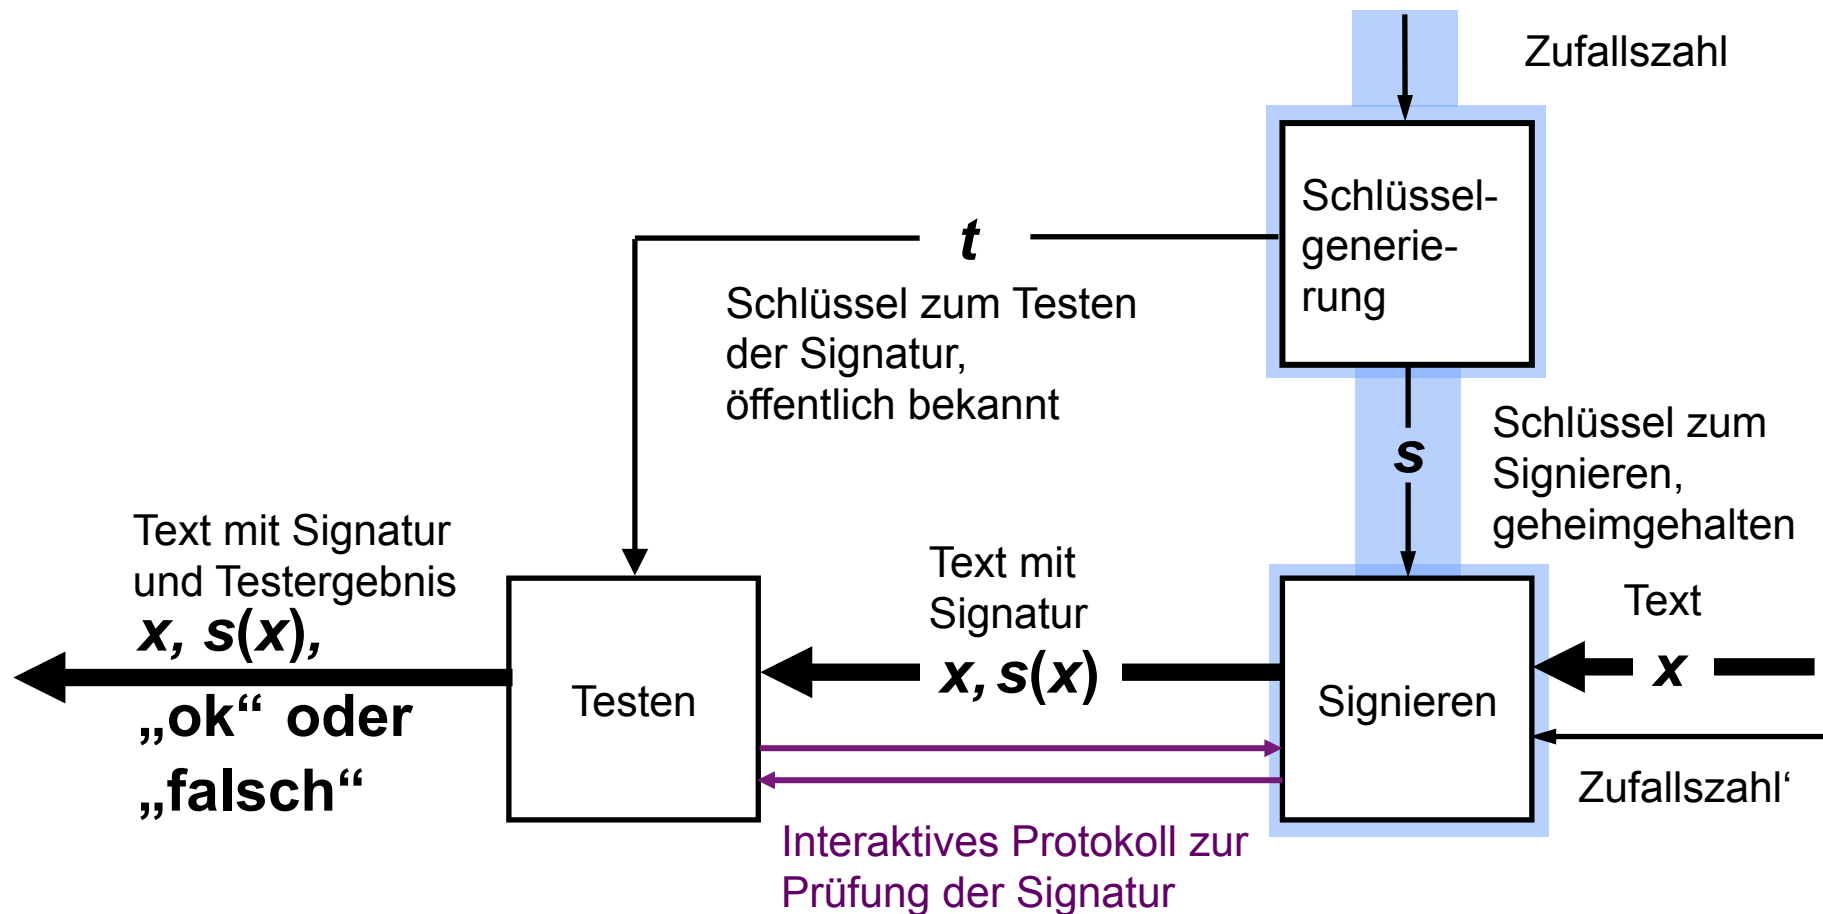 Zufallszahl
Schlüssel-
generie-
rung
t
Schlüssel zum Testen
der Signatur,
öffentlich bekannt
s
Schlüssel zum
Signieren,
geheimgehalten
Text mit Signatur
und Testergebnis
x, s(x),
„ok“ oder
„falsch“
Testen
Text mit
Signatur
x, s(x)
Signieren
Text
x
Zufallszahl‘
Interaktives Protokoll zur
Prüfung der Signatur